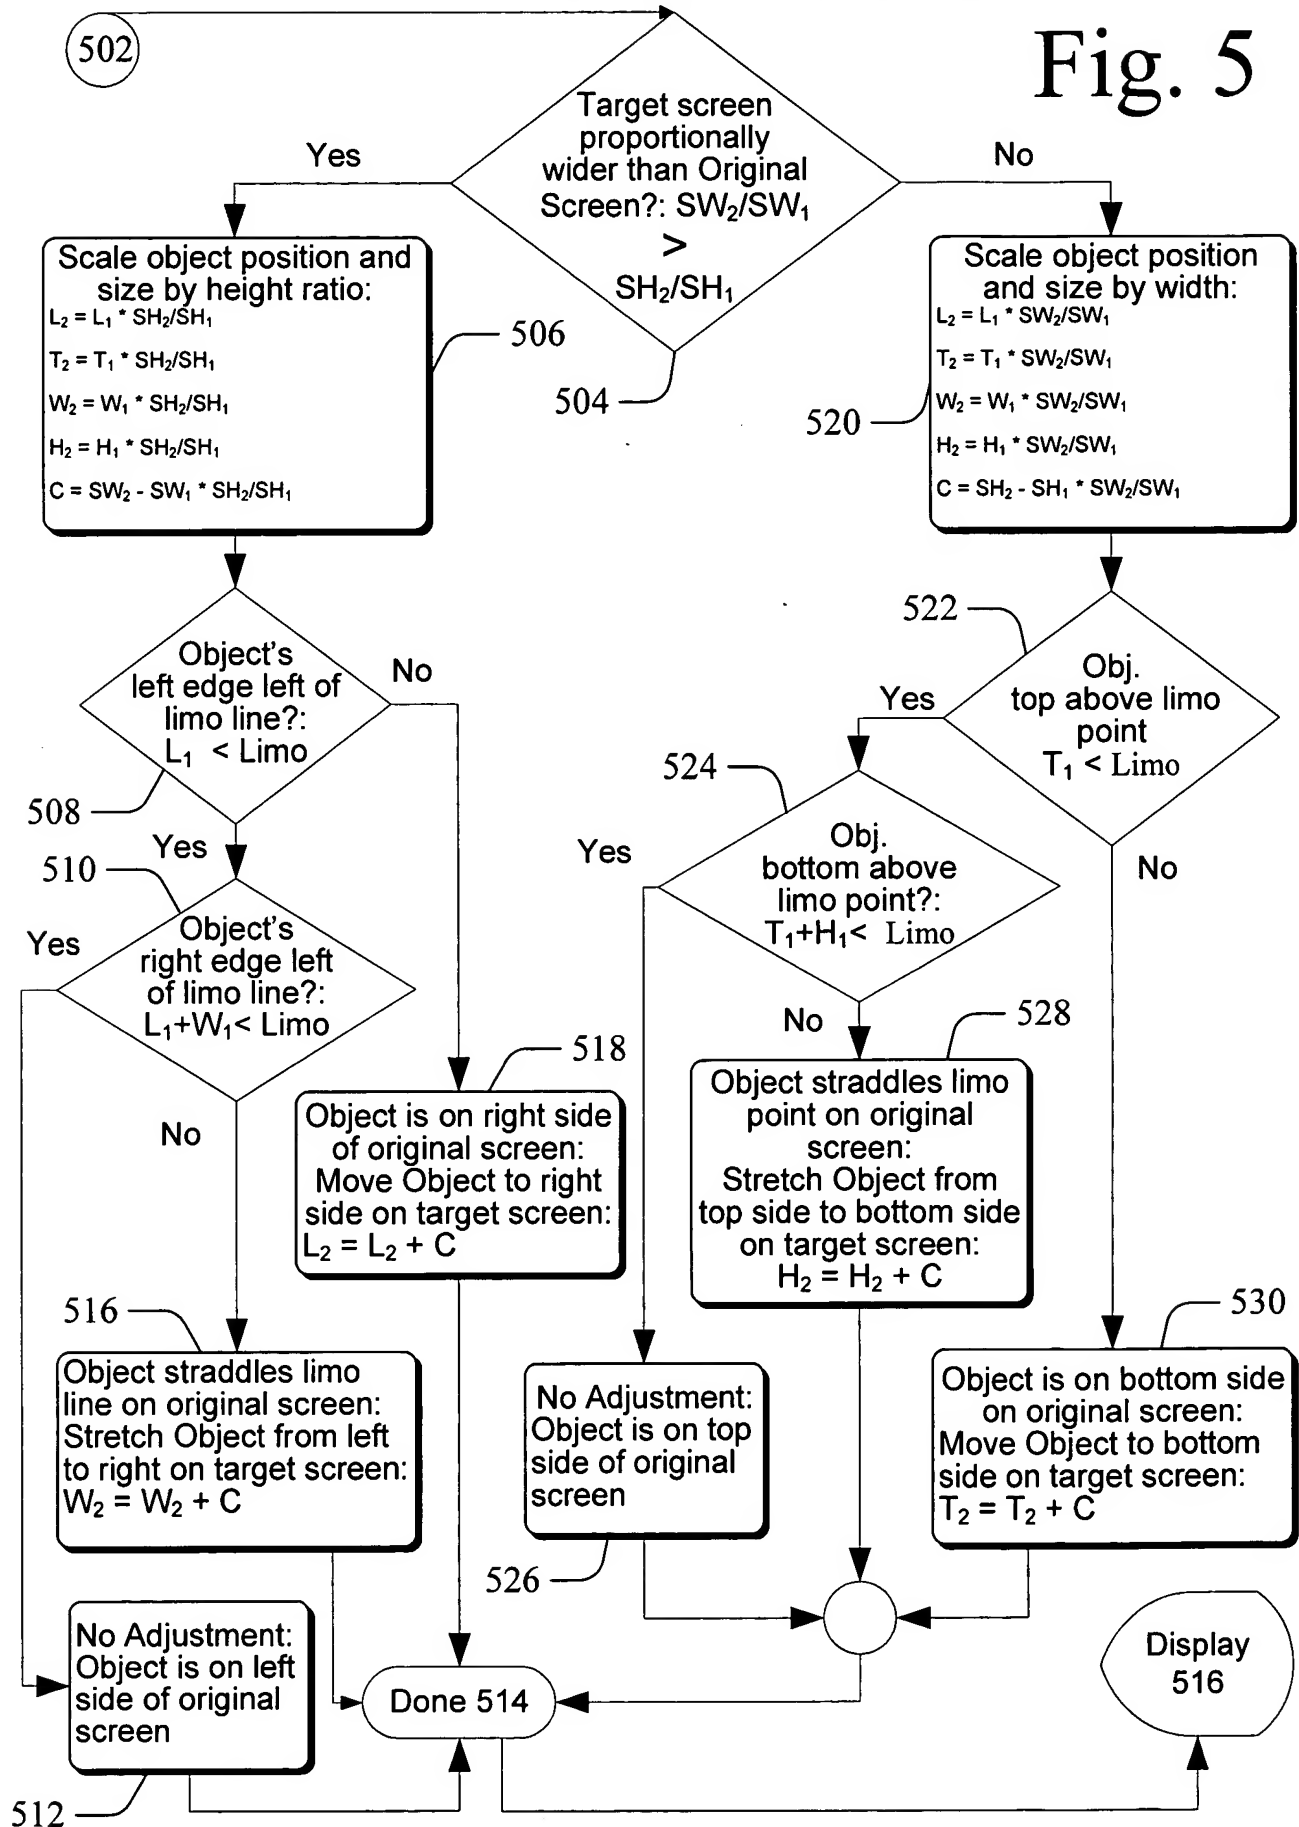 502
Fig. 5
Target screen
proportionally
wider than Original
Screen?: SW₂/SW₁
>
SH₂/SH₁
Yes
No
504
Scale object position and
size by height ratio:
L₂ = L₁ * SH₂/SH₁
T₂ = T₁ * SH₂/SH₁
W₂ = W₁ * SH₂/SH₁
H₂ = H₁ * SH₂/SH₁
C = SW₂ - SW₁ * SH₂/SH₁
506
Scale object position
and size by width:
L₂ = L₁ * SW₂/SW₁
T₂ = T₁ * SW₂/SW₁
W₂ = W₁ * SW₂/SW₁
H₂ = H₁ * SW₂/SW₁
C = SH₂ - SH₁ * SW₂/SW₁
520
Object's
left edge left of
limo line?:
L₁ < Limo
508
No
Yes
510
Object's
right edge left
of limo line?:
L₁+W₁< Limo
Yes
No
518
Object is on right side
of original screen:
Move Object to right
side on target screen:
L₂ = L₂ + C
516
Object straddles limo
line on original screen:
Stretch Object from left
to right on target screen:
W₂ = W₂ + C
No Adjustment:
Object is on left
side of original
screen
512
522
Obj.
top above limo
point
T₁ < Limo
Yes
No
524
Obj.
bottom above
limo point?:
T₁+H₁< Limo
Yes
No
528
Object straddles limo
point on original
screen:
Stretch Object from
top side to bottom side
on target screen:
H₂ = H₂ + C
No Adjustment:
Object is on top
side of original
screen
526
530
Object is on bottom side
on original screen:
Move Object to bottom
side on target screen:
T₂ = T₂ + C
Done 514
Display
516